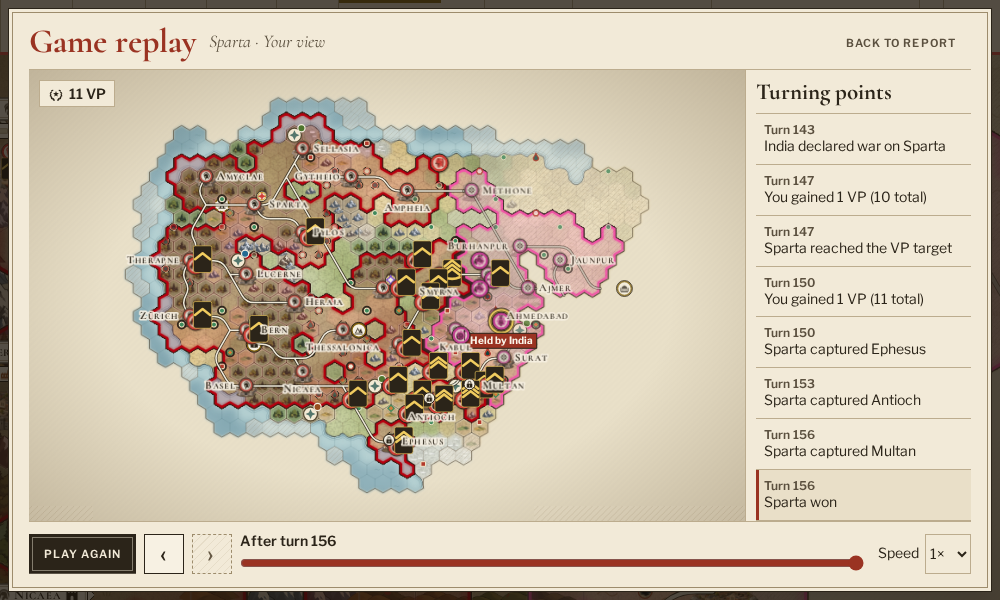 Game replay
Sparta · Your view
BACK TO REPORT
11 VP
SELLASIA
AMYCLAE
GYTHEIO
METHONE
SPARTA
AMPHEIA
PALOS
BURHANPUR
THERAPNE
JAUNPUR
LUCERNE
SMYRNA
AJMER
HERAIA
ZÜRICH
AHMEDABAD
BERN
Held by India
THESSALONICA
KABUL
SURAT
BASEL
NICAEA
MULTAN
ANTIOCH
EPHESUS
Turning points
Turn 143
India declared war on Sparta
Turn 147
You gained 1 VP (10 total)
Turn 147
Sparta reached the VP target
Turn 150
You gained 1 VP (11 total)
Turn 150
Sparta captured Ephesus
Turn 153
Sparta captured Antioch
Turn 156
Sparta captured Multan
Turn 156
Sparta won
PLAY AGAIN
‹
›
After turn 156
Speed
1×
NICAEA